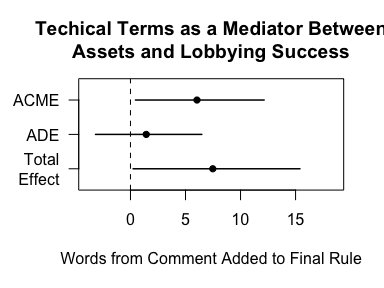 Techical Terms as a Mediator Between
Assets and Lobbying Success
ACME
ADE
Total
Effect
0 5 10 15
Words from Comment Added to Final Rule